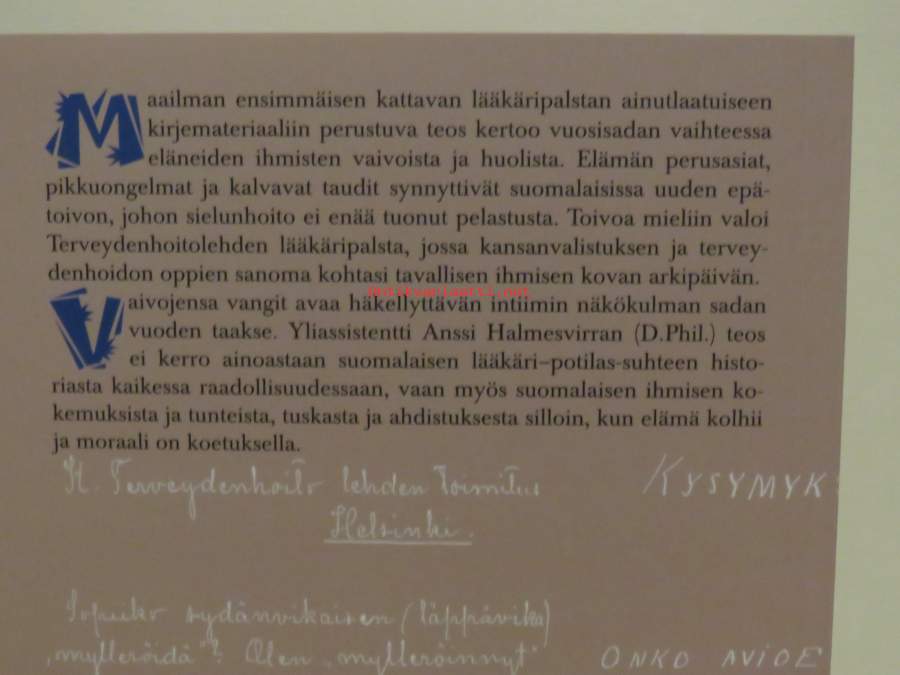 Maailman ensimmäisen kattavan lääkäripalstan ainutlaatuiseen
kirjemateriaaliin perustuva teos kertoo vuosisadan vaihteessa
eläneiden ihmisten vaivoista ja huolista. Elämän perusasiat,
pikkuongelmat ja kalvavat taudit synnyttivät suomalaisissa uuden epä-
toivon, johon sielunhoito ei enää tuonut pelastusta. Toivoa mieliin valoi
Terveydenhoitolehden lääkäripalsta, jossa kansanvalistuksen ja tervey-
denhoidon oppien sanoma kohtasi tavallisen ihmisen kovan arkipäivän.
Vaivojensa vangit avaa häkellyttävän intiimin näkökulman sadan
vuoden taakse. Yliassistentti Anssi Halmesvirran (D.Phil.) teos
ei kerro ainoastaan suomalaisen lääkäri–potilas-suhteen histo-
riasta kaikessa raadollisuudessaan, vaan myös suomalaisen ihmisen ko-
kemuksista ja tunteista, tuskasta ja ahdistuksesta silloin, kun elämä kolhii
ja moraali on koetuksella.
T. Terveydenhoito lehden Toimitus
Helsinki.
KYSYMYK
Sopuko sydänvikaisen (läppävika)
„mylleröidä"? Olen „mylleröinnyt"
ONKO AVIOE